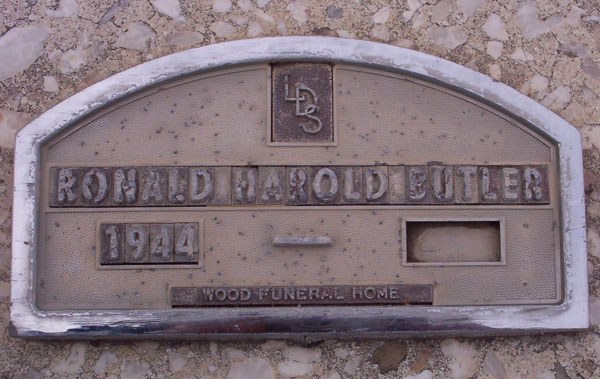 LDS
RONALD HAROLD BUTLER
1944
WOOD FUNERAL HOME